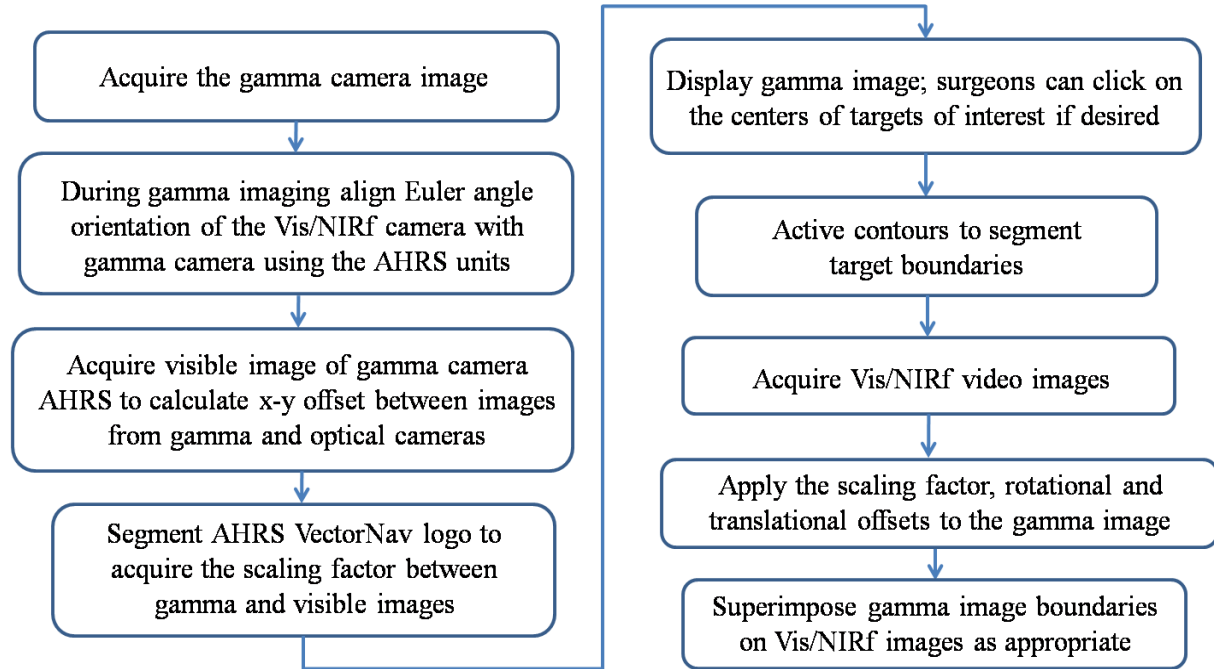 Acquire the gamma camera image
During gamma imaging align Euler angle
orientation of the Vis/NIRf camera with
gamma camera using the AHRS units
Acquire visible image of gamma camera
AHRS to calculate x-y offset between images
from gamma and optical cameras
Segment AHRS VectorNav logo to
acquire the scaling factor between
gamma and visible images
Display gamma image; surgeons can click on
the centers of targets of interest if desired
Active contours to segment
target boundaries
Acquire Vis/NIRf video images
Apply the scaling factor, rotational and
translational offsets to the gamma image
Superimpose gamma image boundaries
on Vis/NIRf images as appropriate